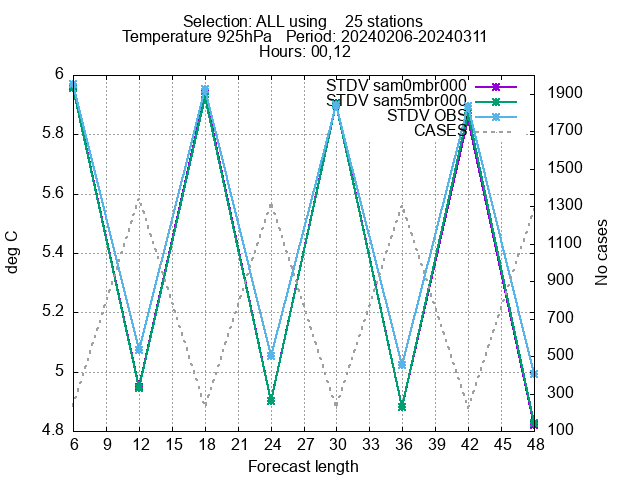 Selection: ALL using    25 stations
Temperature 925hPa   Period: 20240206-20240311
Hours: 00,12
STDV sam0mbr000
STDV sam5mbr000
STDV OBS
CASES
6
5.8
5.6
5.4
5.2
5
4.8
deg C
1900
1700
1500
1300
1100
900
700
500
300
100
No cases
6 9 12 15 18 21 24 27 30 33 36 39 42 45 48
Forecast length